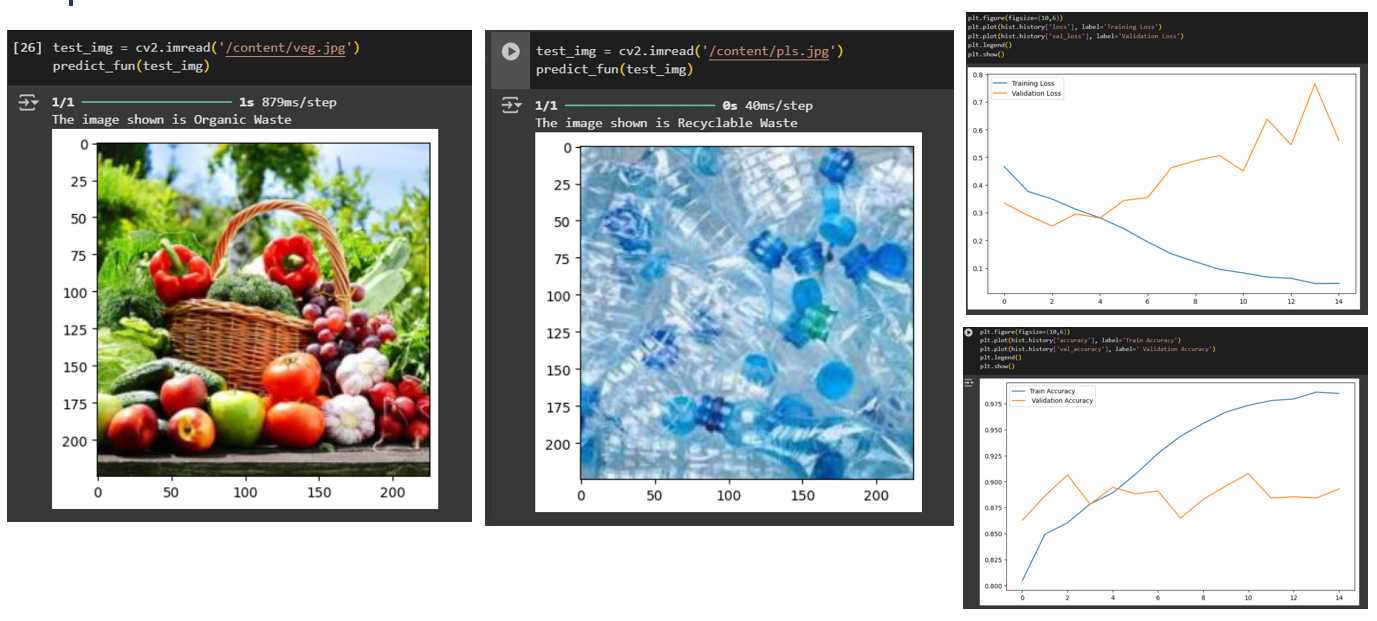 [26] test_img = cv2.imread('/content/veg.jpg')
predict_fun(test_img)
1/1 ━━━━━━━━━━━━━━━━━━━━ 1s 879ms/step
The image shown is Organic Waste
0
25
50
75
100
125
150
175
200
0 50 100 150 200
test_img = cv2.imread('/content/pls.jpg')
predict_fun(test_img)
1/1 ━━━━━━━━━━━━━━━━━━━━ 0s 40ms/step
The image shown is Recyclable Waste
0
25
50
75
100
125
150
175
200
0 50 100 150 200
plt.figure(figsize=(10,6))
plt.plot(hist.history['loss'], label='Training Loss')
plt.plot(hist.history['val_loss'], label='Validation Loss')
plt.legend()
plt.show()
Training Loss
Validation Loss
0.8
0.7
0.6
0.5
0.4
0.3
0.2
0.1
0 2 4 6 8 10 12 14
plt.figure(figsize=(10,6))
plt.plot(hist.history['accuracy'], label='Train Accuracy')
plt.plot(hist.history['val_accuracy'], label=' Validation Accuracy')
plt.legend()
plt.show()
Train Accuracy
Validation Accuracy
0.975
0.950
0.925
0.900
0.875
0.850
0.825
0.800
0 2 4 6 8 10 12 14